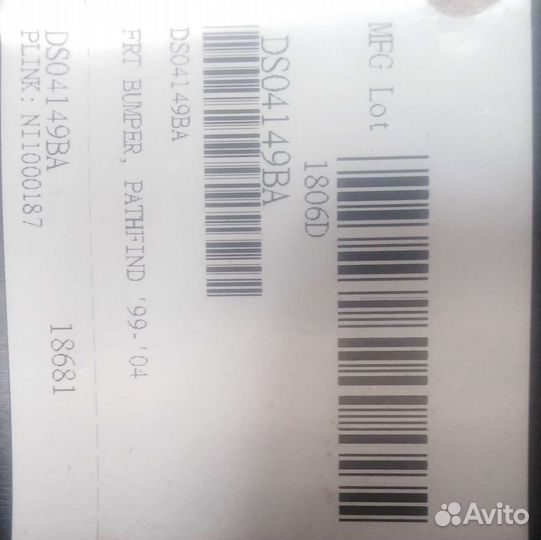 MFG Lot
1806D
DS04149BA
DS04149BA
FRT BUMPER, PATHFIND '99-'04
DS04149BA 18681
PLINK: NI1000187
Avito